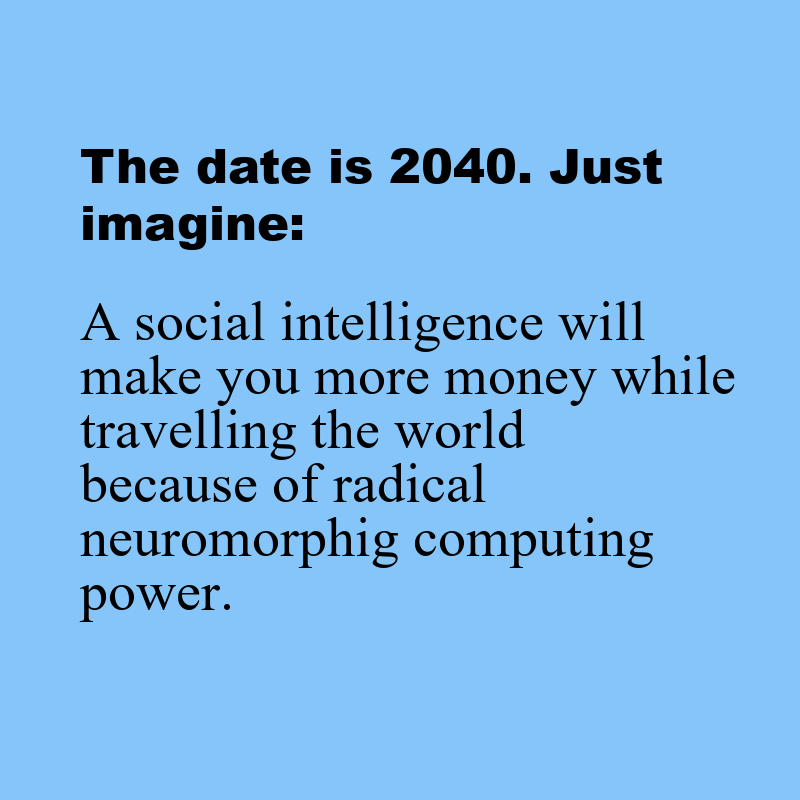 The date is 2040. Just
imagine:
A social intelligence will
make you more money while
travelling the world
because of radical
neuromorphig computing
power.